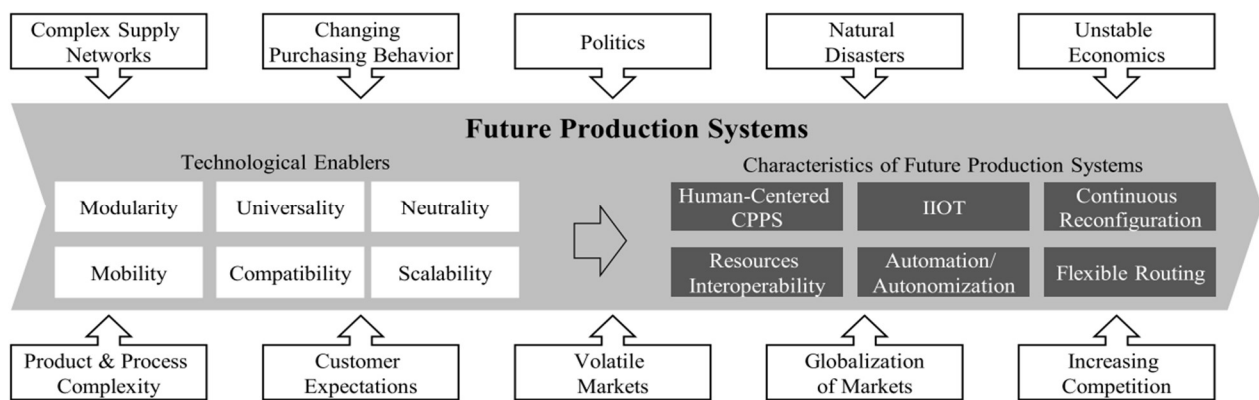 Complex Supply
Networks
Changing
Purchasing Behavior
Politics
Natural
Disasters
Unstable
Economics
Future Production Systems
Technological Enablers
Modularity
Universality
Neutrality
Mobility
Compatibility
Scalability
Characteristics of Future Production Systems
Human-Centered
CPPS
IIOT
Continuous
Reconfiguration
Resources
Interoperability
Automation/
Autonomization
Flexible Routing
Product & Process
Complexity
Customer
Expectations
Volatile
Markets
Globalization
of Markets
Increasing
Competition